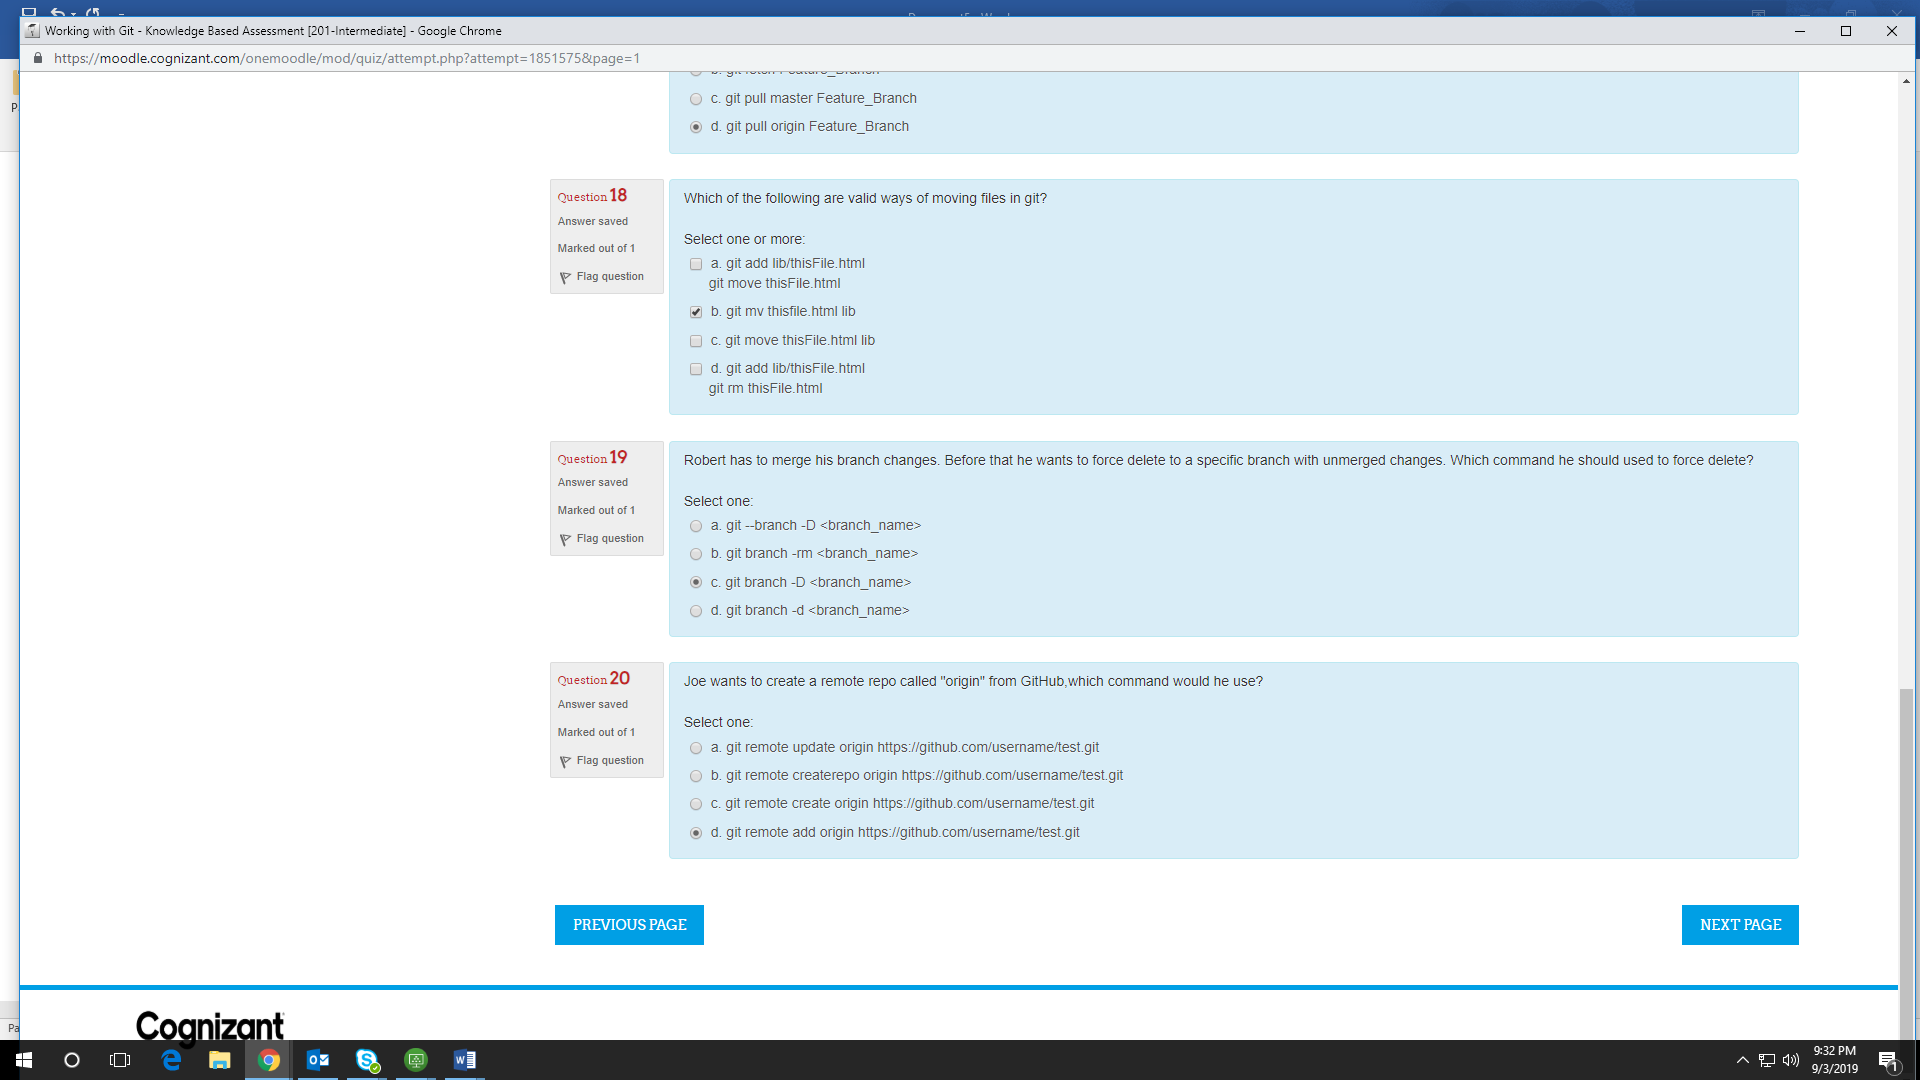 Working with Git - Knowledge Based Assessment [201-Intermediate] - Google Chrome
https://moodle.cognizant.com/onemoodle/mod/quiz/attempt.php?attempt=1851575&page=1
b. git fetch Feature_Branch
c. git pull master Feature_Branch
d. git pull origin Feature_Branch
Question 18
Answer saved
Marked out of 1
Flag question
Which of the following are valid ways of moving files in git?
Select one or more:
a. git add lib/thisFile.html
git move thisFile.html
b. git mv thisfile.html lib
c. git move thisFile.html lib
d. git add lib/thisFile.html
git rm thisFile.html
Question 19
Answer saved
Marked out of 1
Flag question
Robert has to merge his branch changes. Before that he wants to force delete to a specific branch with unmerged changes. Which command he should used to force delete?
Select one:
a. git --branch -D <branch_name>
b. git branch -rm <branch_name>
c. git branch -D <branch_name>
d. git branch -d <branch_name>
Question 20
Answer saved
Marked out of 1
Flag question
Joe wants to create a remote repo called "origin" from GitHub,which command would he use?
Select one:
a. git remote update origin https://github.com/username/test.git
b. git remote createrepo origin https://github.com/username/test.git
c. git remote create origin https://github.com/username/test.git
d. git remote add origin https://github.com/username/test.git
PREVIOUS PAGE
NEXT PAGE
Cognizant
9:32 PM
9/3/2019
1